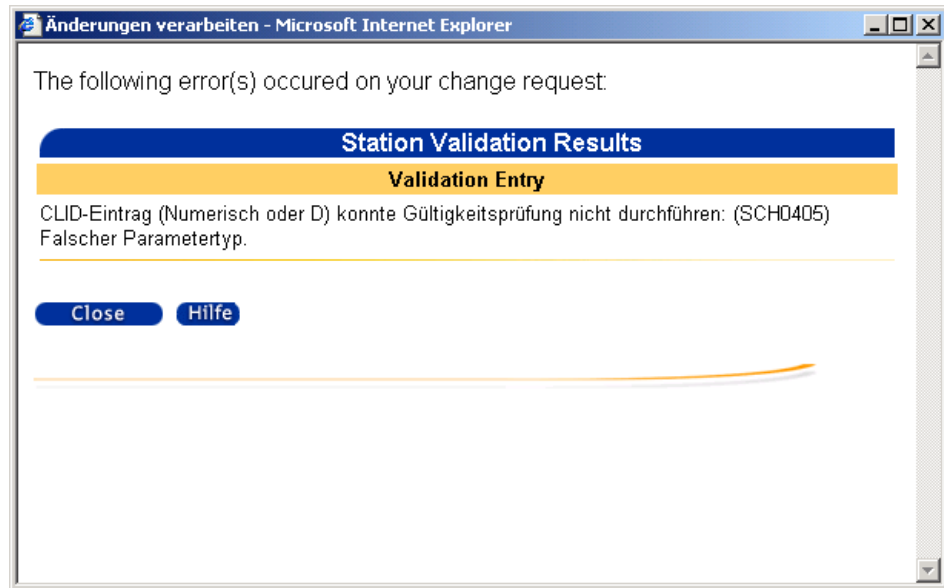 Änderungen verarbeiten - Microsoft Internet Explorer
The following error(s) occured on your change request:
Station Validation Results
Validation Entry
CLID-Eintrag (Numerisch oder D) konnte Gültigkeitsprüfung nicht durchführen: (SCH0405)
Falscher Parametertyp.
Close Hilfe